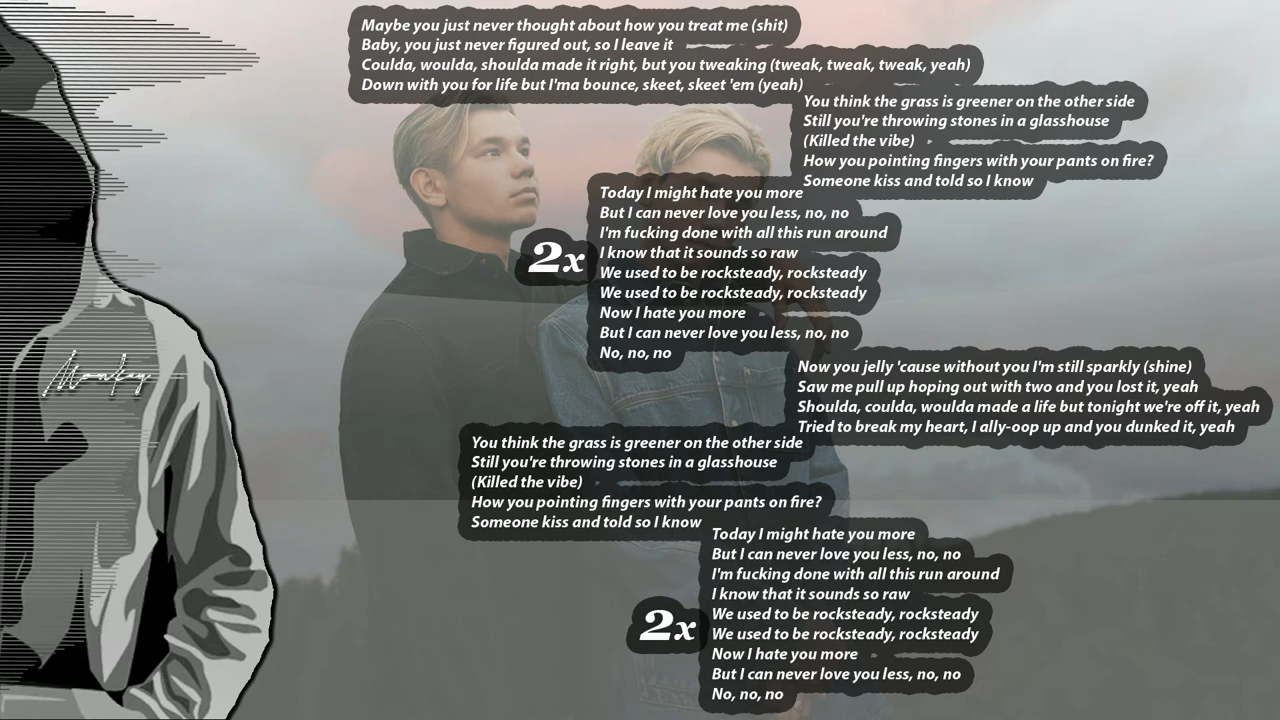 Maybe you just never thought about how you treat me (shit)
Baby, you just never figured out, so I leave it
Coulda, woulda, shoulda made it right, but you tweaking (tweak, tweak, tweak, yeah)
Down with you for life but I'ma bounce, skeet, skeet 'em (yeah)
You think the grass is greener on the other side
Still you're throwing stones in a glasshouse
(Killed the vibe)
How you pointing fingers with your pants on fire?
Someone kiss and told so I know
2x
Today I might hate you more
But I can never love you less, no, no
I'm fucking done with all this run around
I know that it sounds so raw
We used to be rocksteady, rocksteady
We used to be rocksteady, rocksteady
Now I hate you more
But I can never love you less, no, no
No, no, no
Monkey
Now you jelly 'cause without you I'm still sparkly (shine)
Saw me pull up hoping out with two and you lost it, yeah
Shoulda, coulda, woulda made a life but tonight we're off it, yeah
Tried to break my heart, I ally-oop up and you dunked it, yeah
You think the grass is greener on the other side
Still you're throwing stones in a glasshouse
(Killed the vibe)
How you pointing fingers with your pants on fire?
Someone kiss and told so I know
2x
Today I might hate you more
But I can never love you less, no, no
I'm fucking done with all this run around
I know that it sounds so raw
We used to be rocksteady, rocksteady
We used to be rocksteady, rocksteady
Now I hate you more
But I can never love you less, no, no
No, no, no